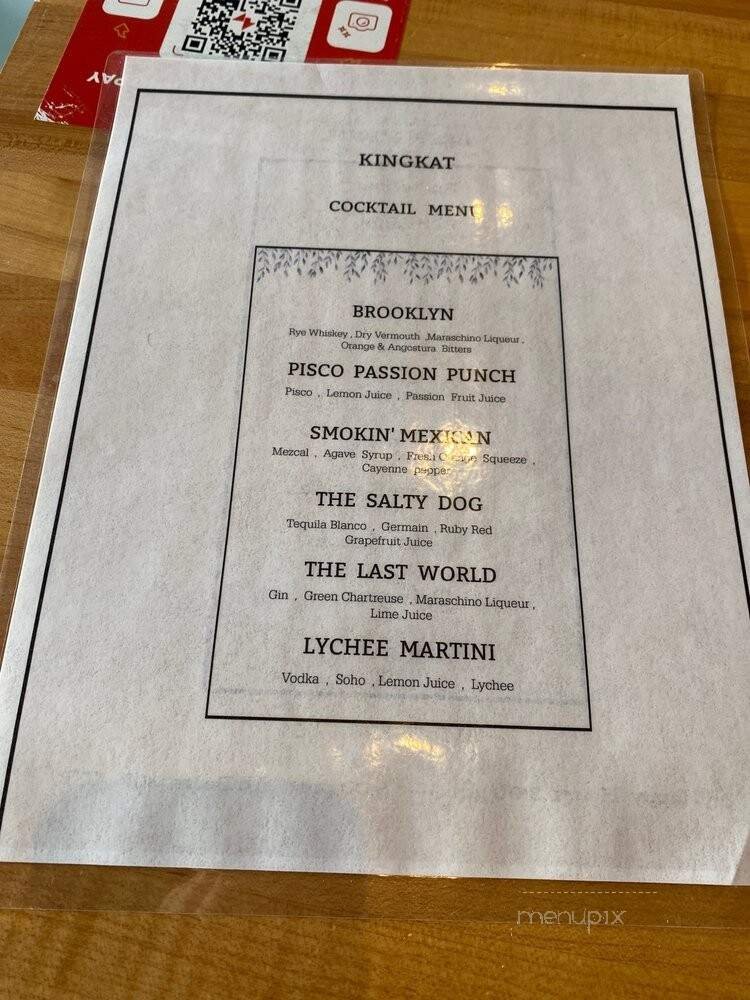 PAY
KINGKAT
COCKTAIL MENU
BROOKLYN
Rye Whiskey , Dry Vermouth ,Maraschino Liqueur ,
Orange & Angostura Bitters
PISCO PASSION PUNCH
Pisco , Lemon Juice , Passion Fruit Juice
SMOKIN' MEXICAN
Mezcal , Agave Syrup , Fresh Orange Squeeze ,
Cayenne pepper
THE SALTY DOG
Tequila Blanco , Germain , Ruby Red
Grapefruit Juice
THE LAST WORLD
Gin , Green Chartreuse , Maraschino Liqueur ,
Lime Juice
LYCHEE MARTINI
Vodka , Soho , Lemon Juice , Lychee
menupix